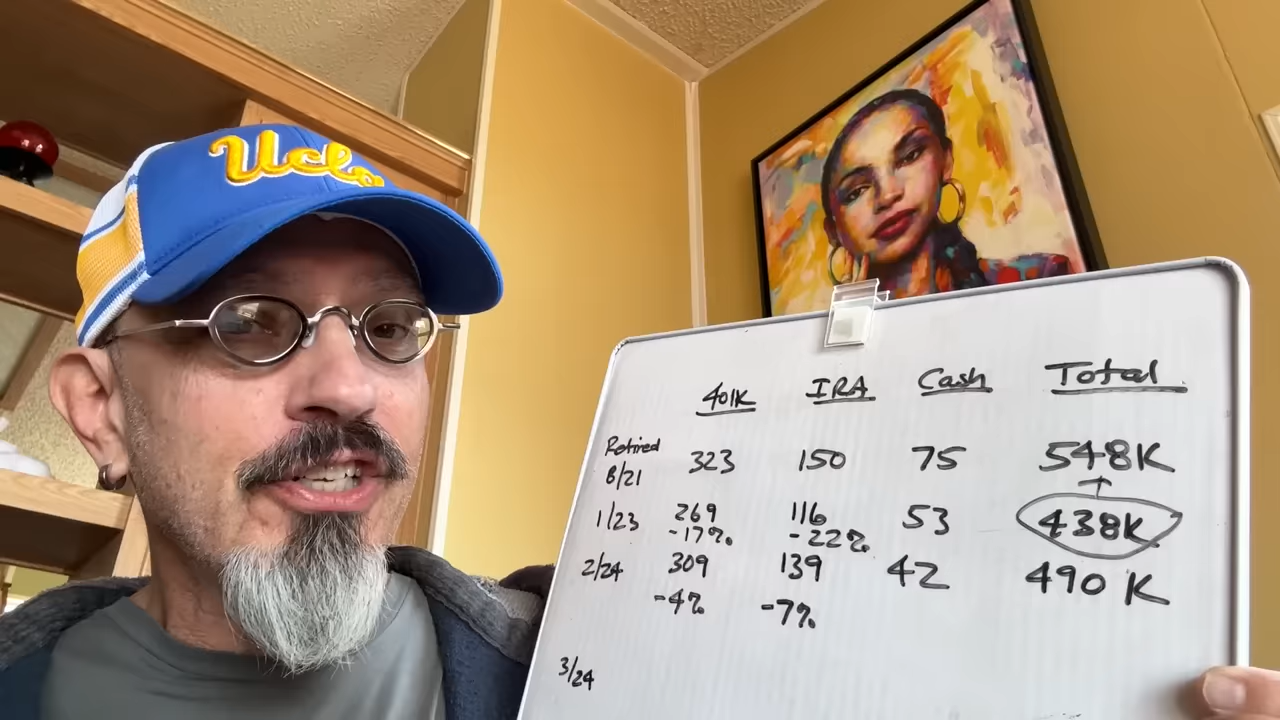 Ucla
401K IRA Cash Total
Retired
8/21 323 150 75 548K
1/23 269 116 53 438K
-17% -22%
2/24 309 139 42 490K
-4% -7%
3/24